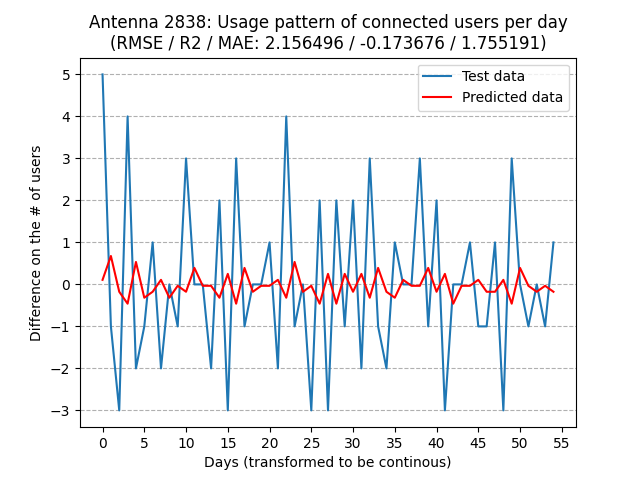 Antenna 2838: Usage pattern of connected users per day
(RMSE / R2 / MAE: 2.156496 / -0.173676 / 1.755191)
Test data
Predicted data
Difference on the # of users
5
4
3
2
1
0
−1
−2
−3
0 5 10 15 20 25 30 35 40 45 50 55
Days (transformed to be continous)